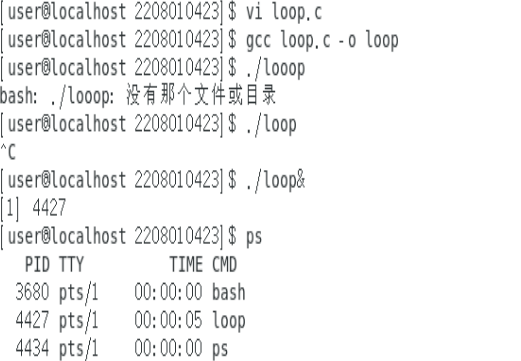 [user@localhost 2208010423]$ vi loop.c
[user@localhost 2208010423]$ gcc loop.c -o loop
[user@localhost 2208010423]$ ./looop
bash: ./looop: 没有那个文件或目录
[user@localhost 2208010423]$ ./loop
^C
[user@localhost 2208010423]$ ./loop&
[1] 4427
[user@localhost 2208010423]$ ps
PID TTY TIME CMD
3680 pts/1 00:00:00 bash
4427 pts/1 00:00:05 loop
4434 pts/1 00:00:00 ps